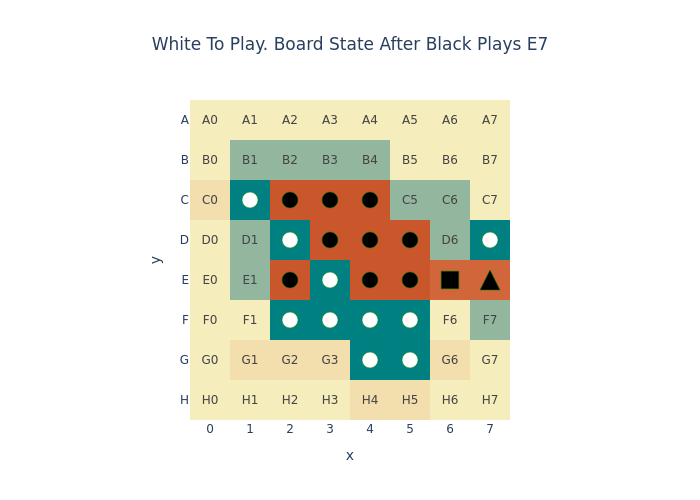 White To Play. Board State After Black Plays E7
A A0 A1 A2 A3 A4 A5 A6 A7
B B0 B1 B2 B3 B4 B5 B6 B7
C C0 C5 C6 C7
D D0 D1 D6
y
E E0 E1
F F0 F1 F6 F7
G G0 G1 G2 G3 G6 G7
H H0 H1 H2 H3 H4 H5 H6 H7
0 1 2 3 4 5 6 7
x